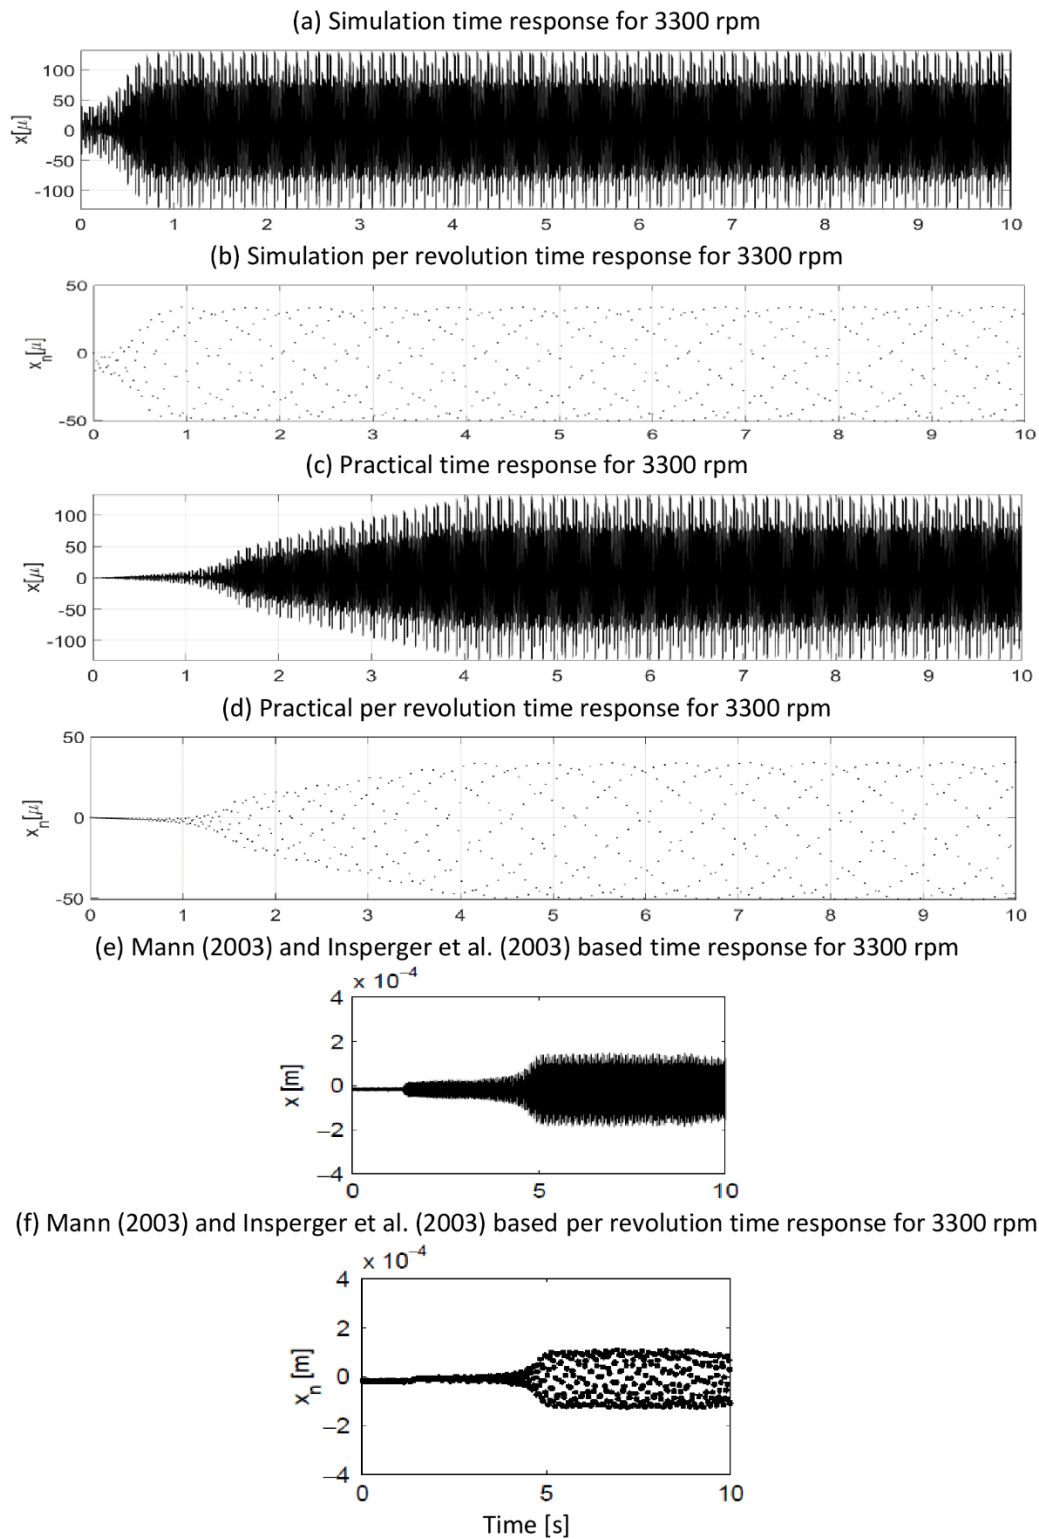 (a) Simulation time response for 3300 rpm
100
50
0
-50
-100
x[μ]
0 1 2 3 4 5 6 7 8 9 10
(b) Simulation per revolution time response for 3300 rpm
50
0
-50
x_n[μ]
0 1 2 3 4 5 6 7 8 9 10
(c) Practical time response for 3300 rpm
100
50
0
-50
-100
x[μ]
0 1 2 3 4 5 6 7 8 9 10
(d) Practical per revolution time response for 3300 rpm
50
0
-50
x_n[μ]
0 1 2 3 4 5 6 7 8 9 10
(e) Mann (2003) and Insperger et al. (2003) based time response for 3300 rpm
x 10⁻⁴
4
2
0
−2
−4
x [m]
0 5 10
(f) Mann (2003) and Insperger et al. (2003) based per revolution time response for 3300 rpm
x 10⁻⁴
4
2
0
−2
−4
x_n [m]
0 5 10
Time [s]